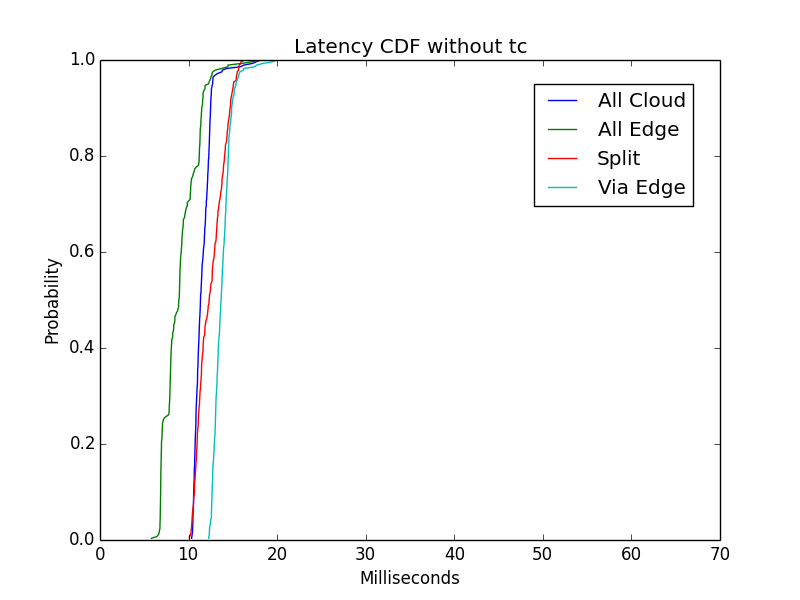 Latency CDF without tc
1.0
0.8
0.6
0.4
0.2
0.0
Probability
All Cloud
All Edge
Split
Via Edge
0 10 20 30 40 50 60 70
Milliseconds